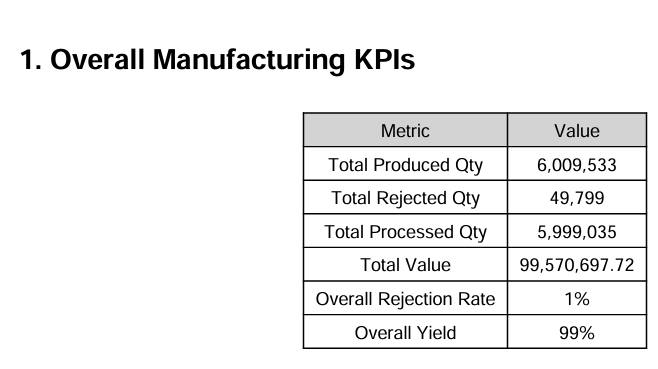 1. Overall Manufacturing KPIs
Metric Value
Total Produced Qty 6,009,533
Total Rejected Qty 49,799
Total Processed Qty 5,999,035
Total Value 99,570,697.72
Overall Rejection Rate 1%
Overall Yield 99%